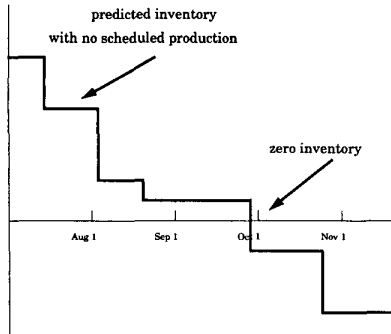 predicted inventory
with no scheduled production
zero inventory
Aug 1
Sep 1
Oct 1
Nov 1